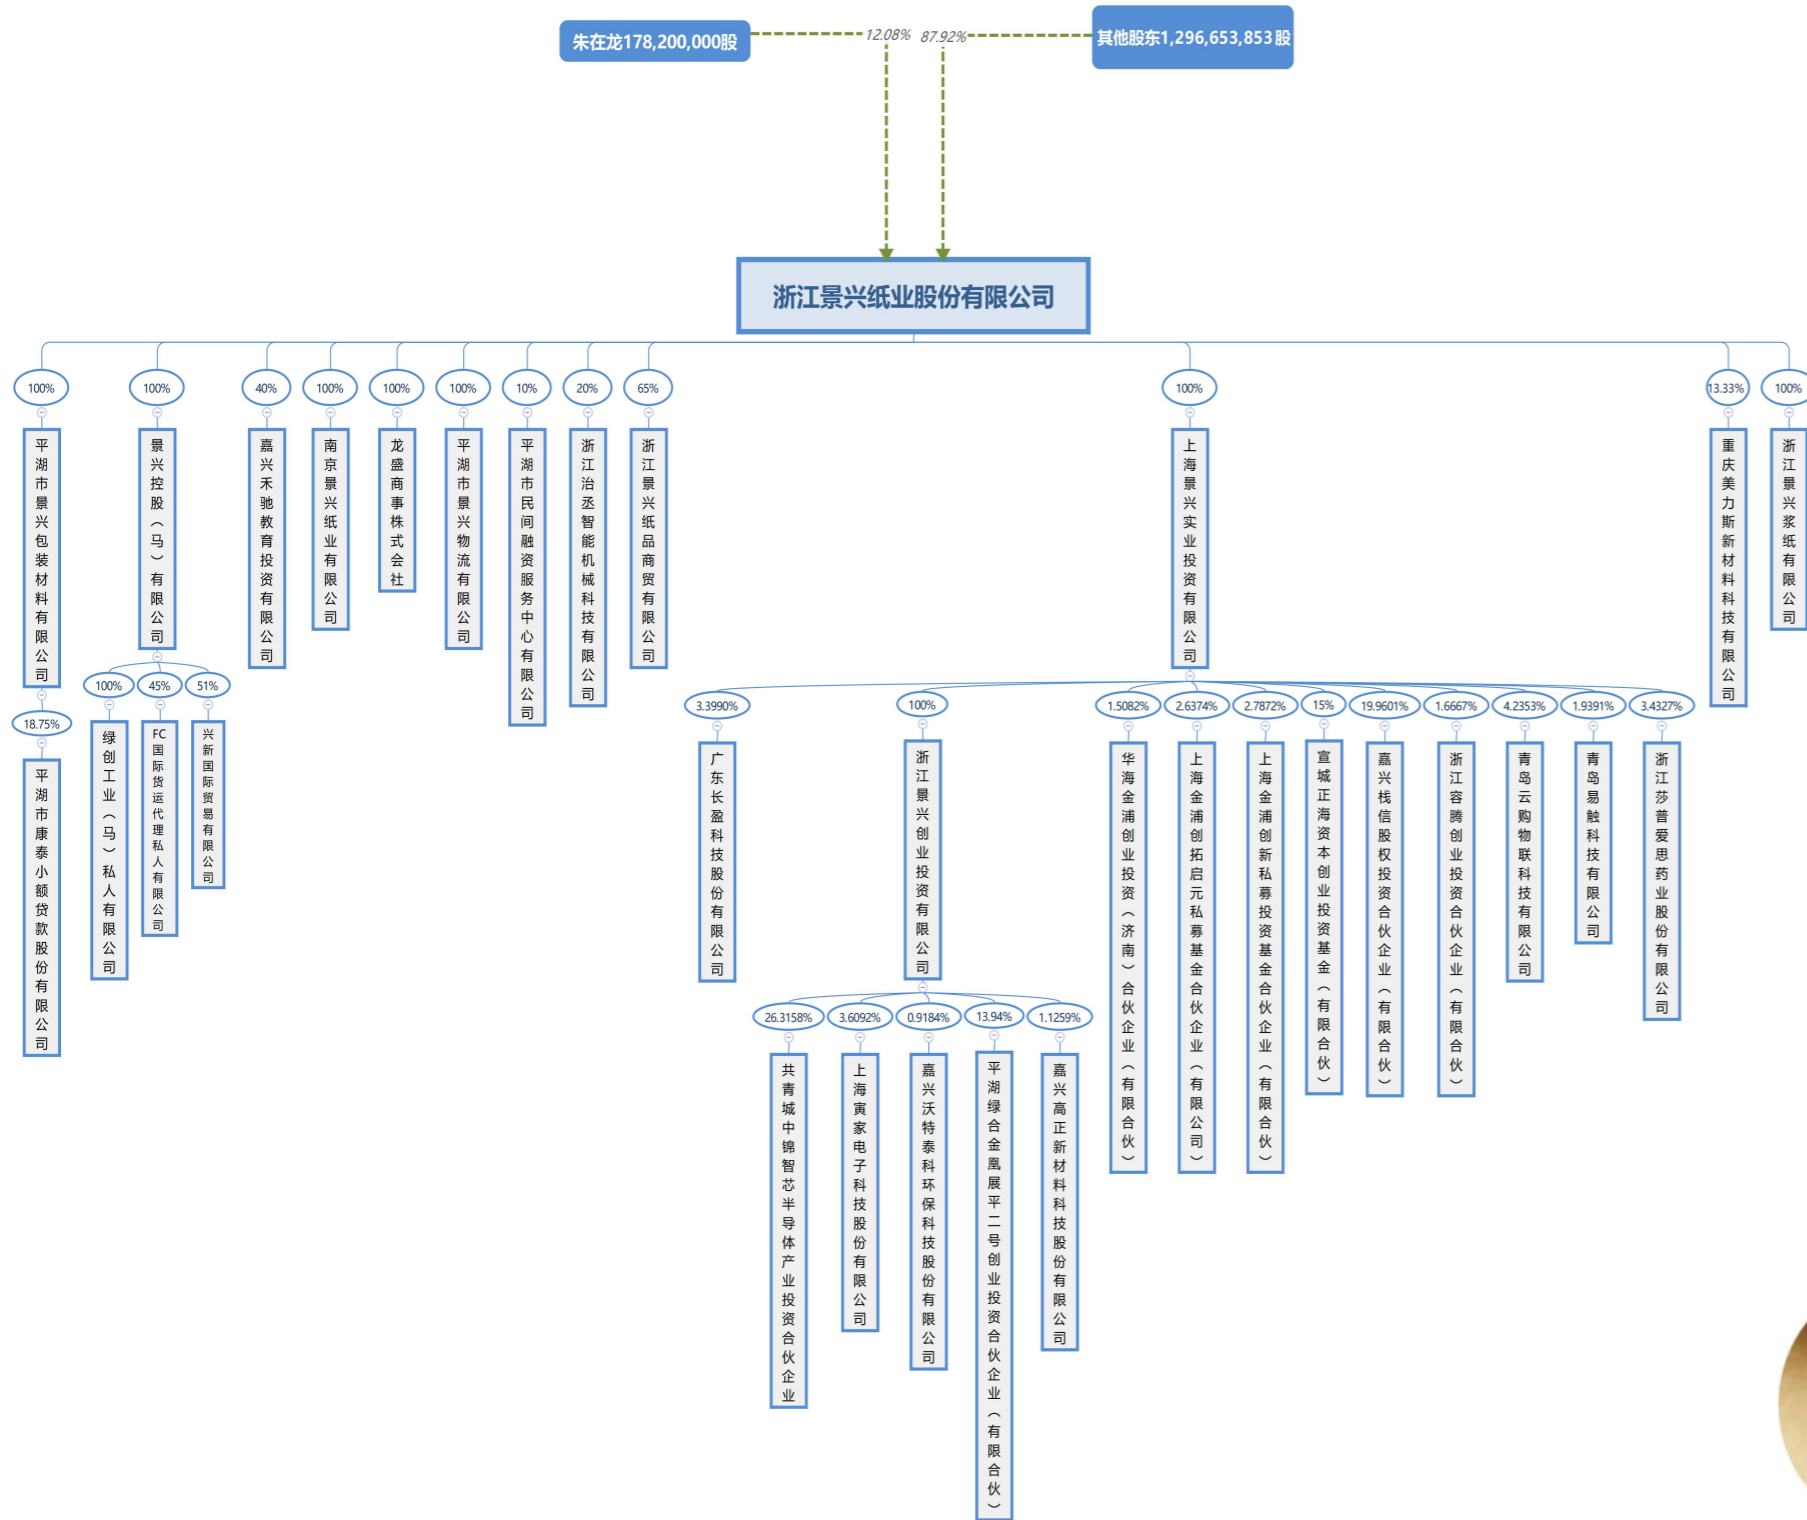 朱在龙178,200,000股
12.08%
87.92%
其他股东1,296,653,853股
浙江景兴纸业股份有限公司
100%
100%
40%
100%
100%
100%
10%
20%
65%
100%
13.33%
100%
平湖市景兴包装材料有限公司
景兴控股（马）有限公司
嘉兴禾驰教育投资有限公司
南京景兴纸业有限公司
龙盛商事株式会社
平湖市景兴物流有限公司
平湖市民间融资服务中心有限公司
浙江治丞智能机械科技有限公司
浙江景兴纸品商贸有限公司
上海景兴实业投资有限公司
重庆美力斯新材料科技有限公司
浙江景兴浆纸有限公司
18.75%
100%
45%
51%
平湖市康泰小额贷款股份有限公司
绿创工业（马）私人有限公司
FC国际货运代理私人有限公司
兴新国际贸易有限公司
3.3990%
100%
1.5082%
2.6374%
2.7872%
15%
19.9601%
1.6667%
4.2353%
1.9391%
3.4327%
广东长盈科技股份有限公司
浙江景兴创业投资有限公司
华海金浦创业投资（济南）合伙企业（有限合伙）
上海金浦创拓启元私募基金合伙企业（有限公司）
上海金浦创新私募投资基金合伙企业（有限合伙）
宣城正海资本创业投资基金（有限合伙）
嘉兴栈信股权投资合伙企业（有限合伙）
浙江容腾创业投资合伙企业（有限合伙）
青岛云购物联科技有限公司
青岛易触科技有限公司
浙江莎普爱思药业股份有限公司
26.3158%
3.6092%
0.9184%
13.94%
1.1259%
共青城中锦智芯半导体产业投资合伙企业
上海寅家电子科技股份有限公司
嘉兴沃特泰科环保科技股份有限公司
平湖绿合金凰展平二号创业投资合伙企业（有限合伙）
嘉兴高正新材料科技股份有限公司